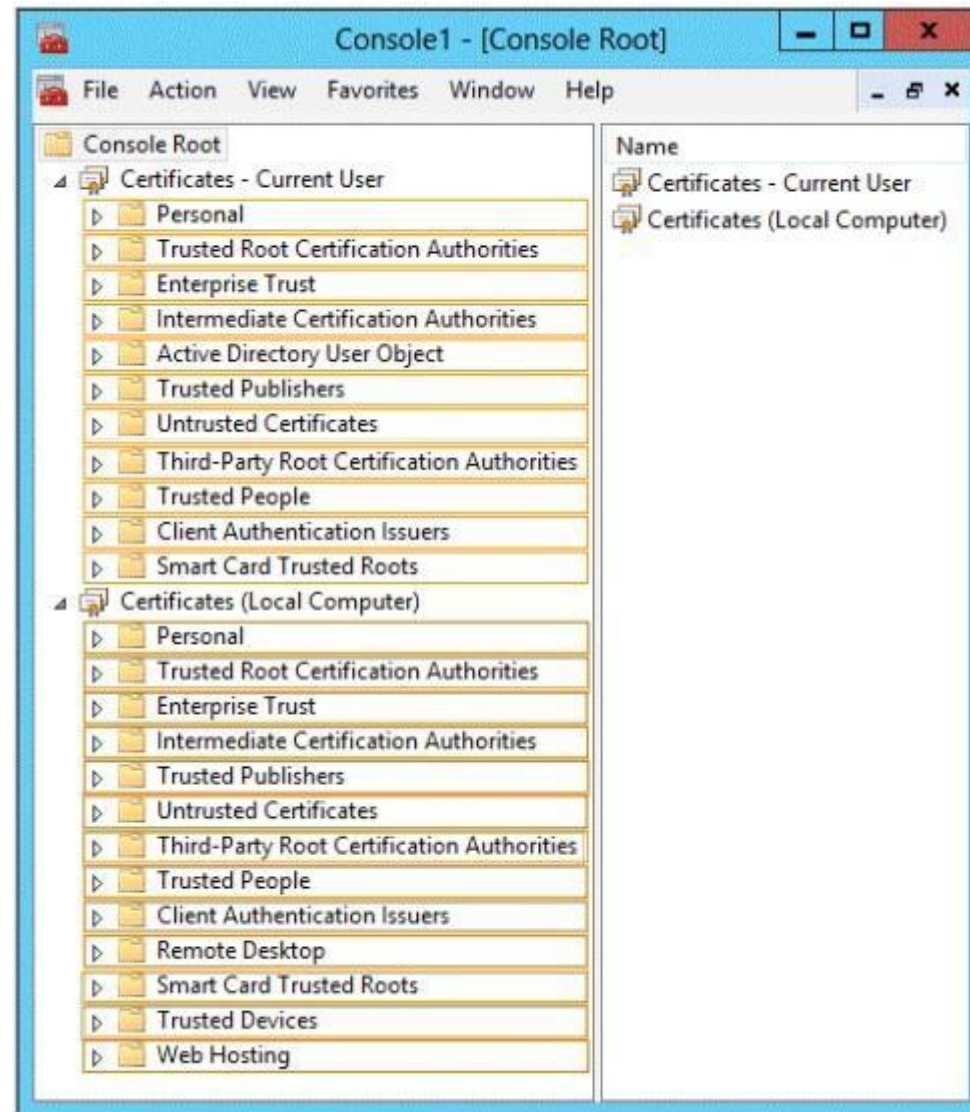 Console1 - [Console Root]
File Action View Favorites Window Help
Console Root
Certificates - Current User
Personal
Trusted Root Certification Authorities
Enterprise Trust
Intermediate Certification Authorities
Active Directory User Object
Trusted Publishers
Untrusted Certificates
Third-Party Root Certification Authorities
Trusted People
Client Authentication Issuers
Smart Card Trusted Roots
Certificates (Local Computer)
Personal
Trusted Root Certification Authorities
Enterprise Trust
Intermediate Certification Authorities
Trusted Publishers
Untrusted Certificates
Third-Party Root Certification Authorities
Trusted People
Client Authentication Issuers
Remote Desktop
Smart Card Trusted Roots
Trusted Devices
Web Hosting
Name
Certificates - Current User
Certificates (Local Computer)